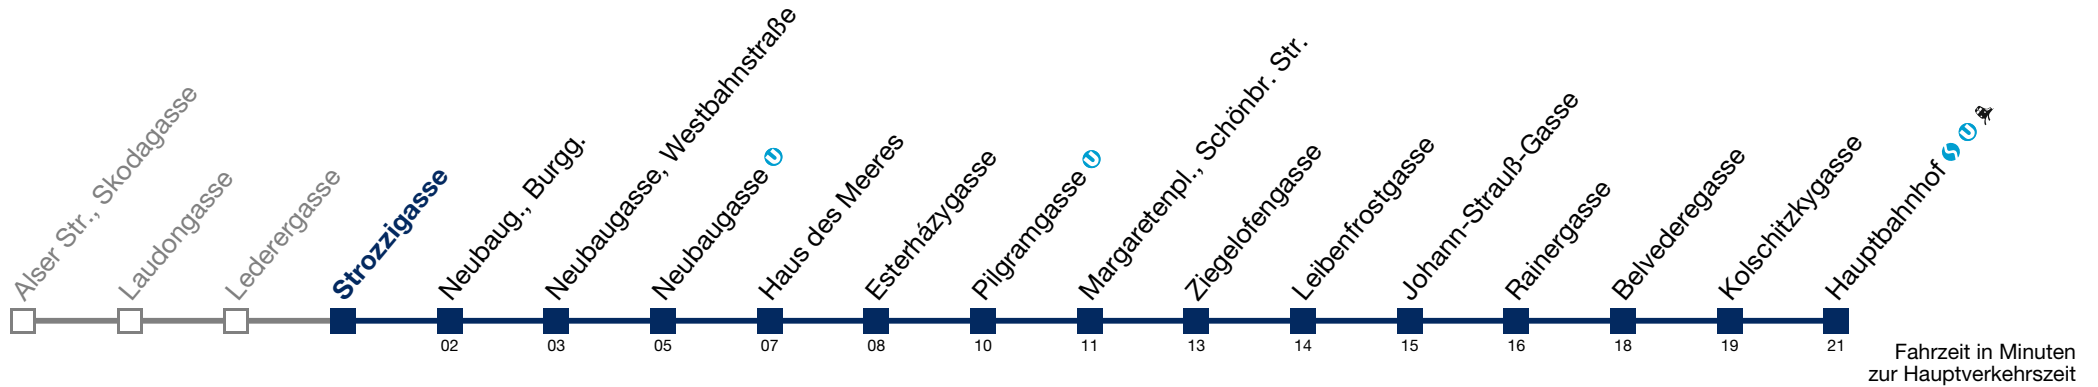 Alser Str., Skodagasse
Laudongasse
Lederergasse
Strozzigasse
Neubaug., Burgg.
Neubaugasse, Westbahnstraße
Neubaugasse U
Haus des Meeres
Esterházygasse
Pilgramgasse U
Margaretenpl., Schönbr. Str.
Ziegelofengasse
Leibenfrostgasse
Johann-Strauß-Gasse
Rainergasse
Belvederegasse
Kolschitzkygasse
Hauptbahnhof S U
02 03 05 07 08 10 11 13 14 15 16 18 19 21
Fahrzeit in Minuten
zur Hauptverkehrszeit